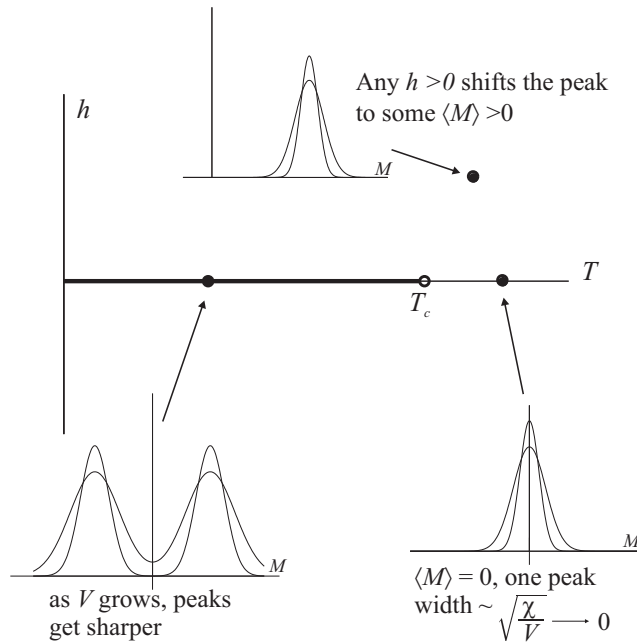 h
M
Any h >0 shifts the peak
to some ⟨M⟩ >0
T
T_c
M
as V grows, peaks
get sharper
M
⟨M⟩ = 0, one peak
width ~ √(χ/V) ⟶ 0